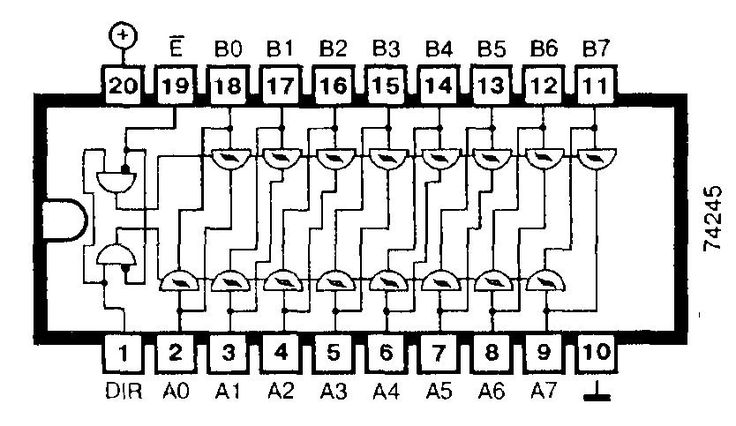 +
E̅ B0 B1 B2 B3 B4 B5 B6 B7
20 19 18 17 16 15 14 13 12 11
74245
1 2 3 4 5 6 7 8 9 10
DIR A0 A1 A2 A3 A4 A5 A6 A7